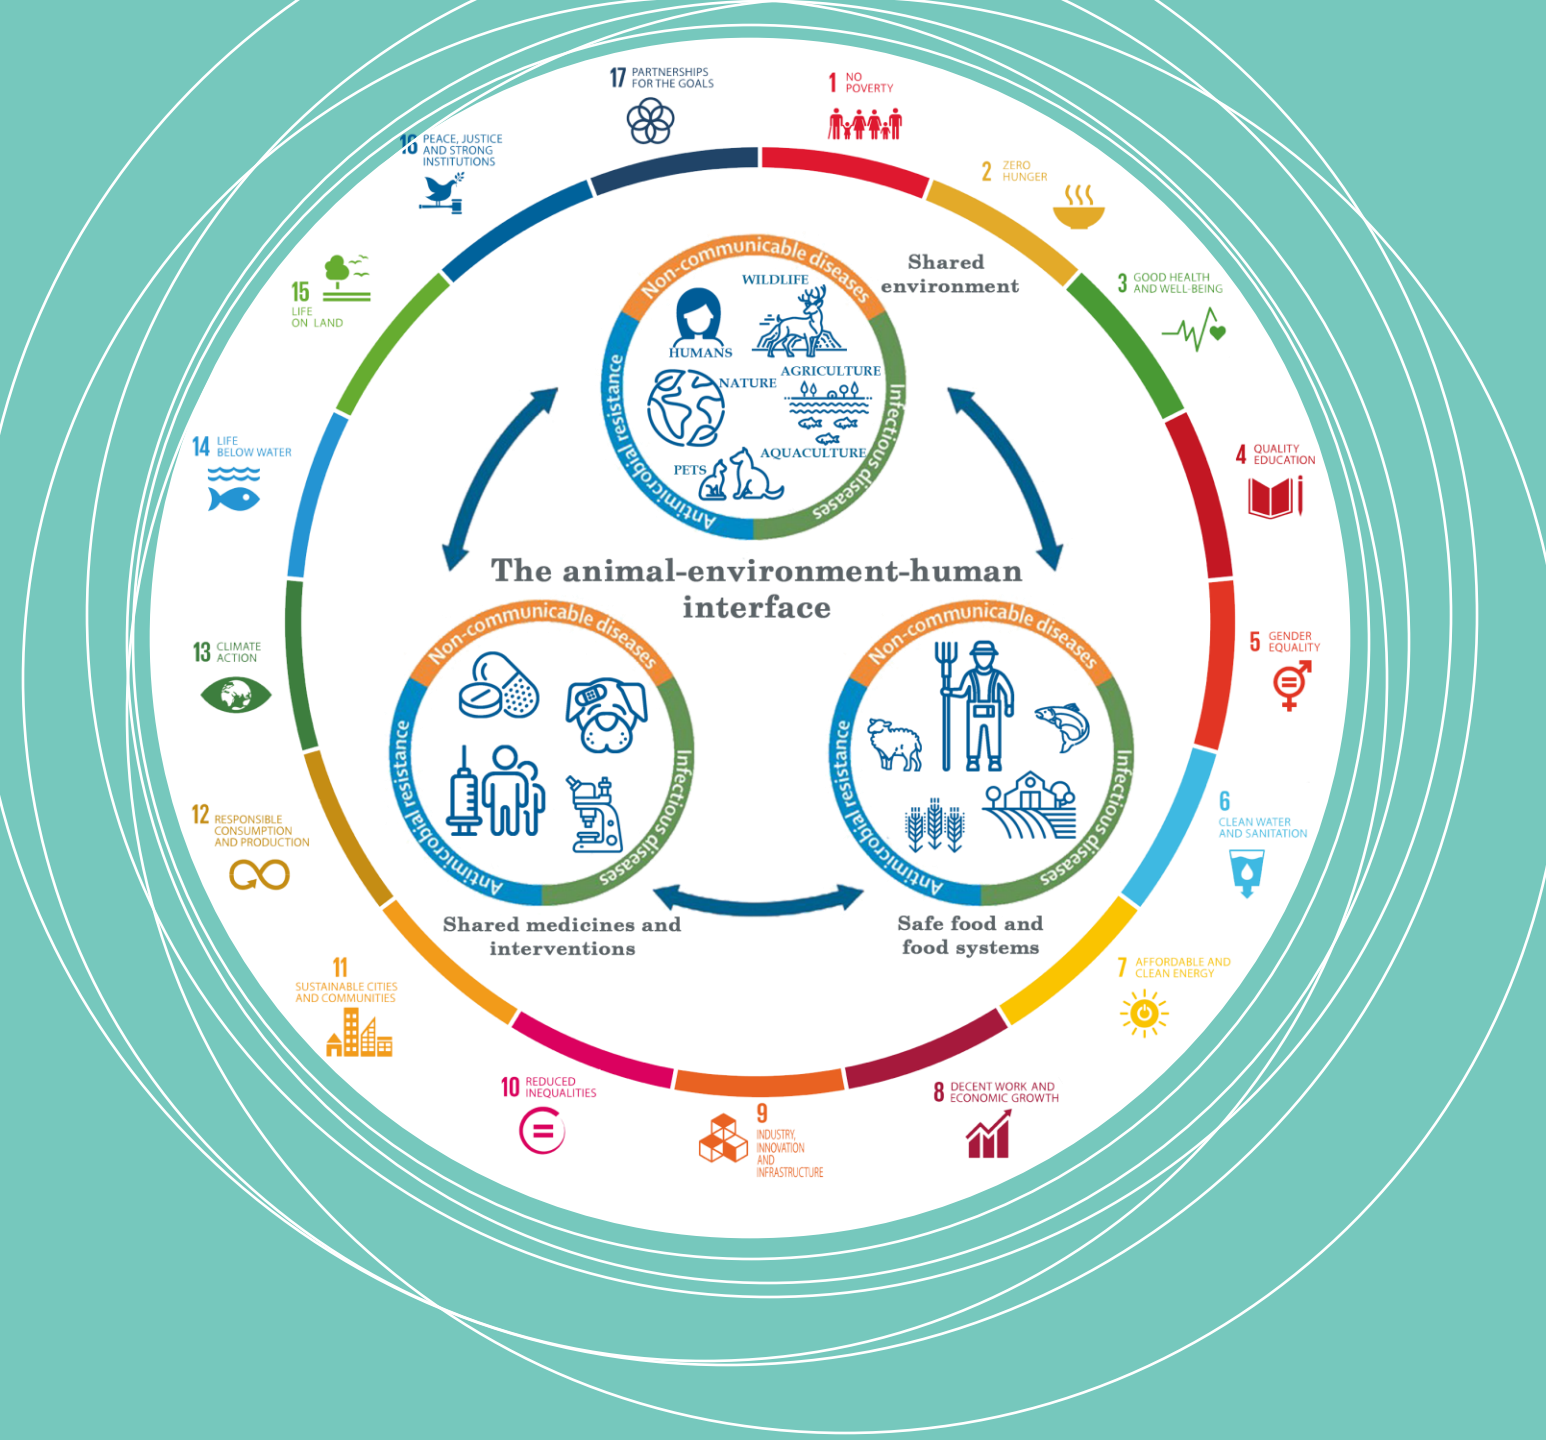 17 PARTNERSHIPS
FOR THE GOALS
1 NO
POVERTY
16 PEACE, JUSTICE
AND STRONG
INSTITUTIONS
2 ZERO
HUNGER
15
LIFE
ON LAND
3 GOOD HEALTH
AND WELL-BEING
14 LIFE
BELOW WATER
4 QUALITY
EDUCATION
13 CLIMATE
ACTION
5 GENDER
EQUALITY
12 RESPONSIBLE
CONSUMPTION
AND PRODUCTION
6
CLEAN WATER
AND SANITATION
11
SUSTAINABLE CITIES
AND COMMUNITIES
7 AFFORDABLE AND
CLEAN ENERGY
10 REDUCED
INEQUALITIES
9
INDUSTRY,
INNOVATION
AND
INFRASTRUCTURE
8 DECENT WORK AND
ECONOMIC GROWTH
Shared
environment
Non-communicable diseases
Infectious diseases
Antimicrobial resistance
WILDLIFE
HUMANS
AGRICULTURE
NATURE
AQUACULTURE
PETS
The animal-environment-human
interface
Non-communicable diseases
Infectious diseases
Antimicrobial resistance
Shared medicines and
interventions
Non-communicable diseases
Infectious diseases
Antimicrobial resistance
Safe food and
food systems